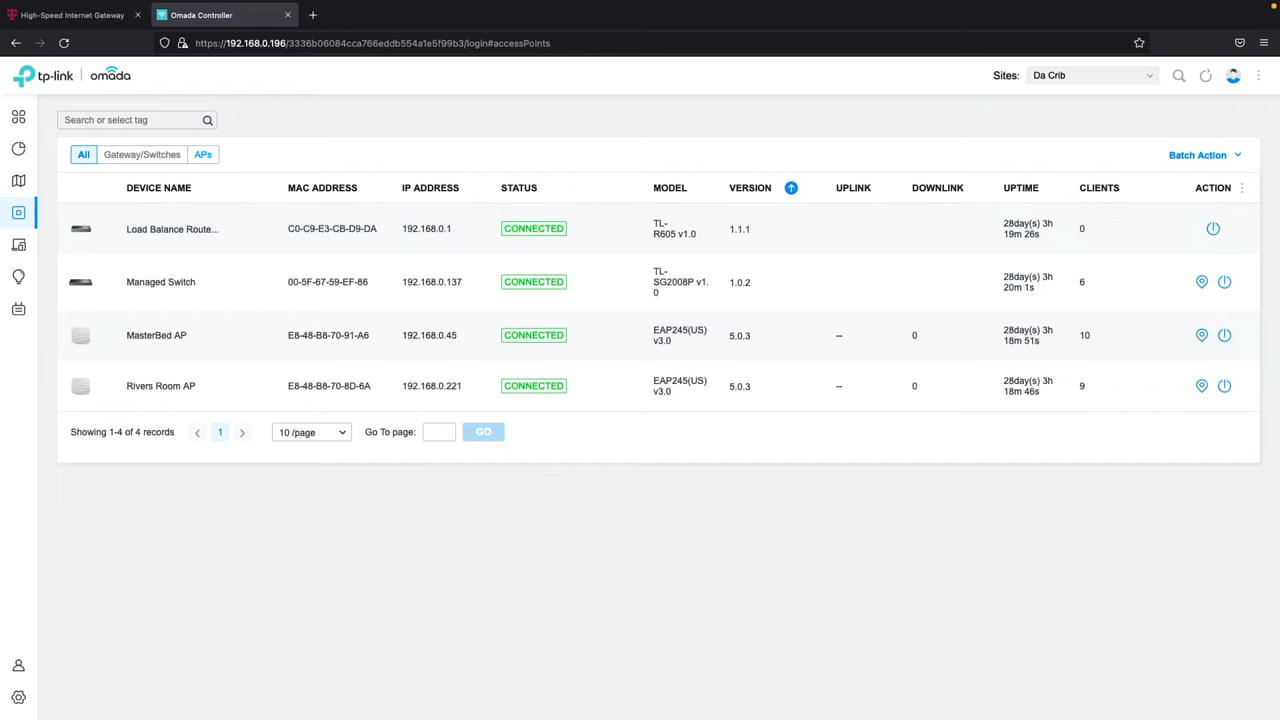 High-Speed Internet Gateway
Omada Controller
https://192.168.0.196/3336b06084cca766eddb554a1e5f99b3/login#accessPoints
tp-link | omada
Sites: Da Crib
Search or select tag
All Gateway/Switches APs
Batch Action
DEVICE NAME MAC ADDRESS IP ADDRESS STATUS MODEL VERSION UPLINK DOWNLINK UPTIME CLIENTS ACTION
Load Balance Route... C0-C9-E3-CB-D9-DA 192.168.0.1 CONNECTED TL- 1.1.1 28day(s) 3h 0
R605 v1.0 19m 26s
Managed Switch 00-5F-67-59-EF-86 192.168.0.137 CONNECTED TL- 1.0.2 28day(s) 3h 6
SG2008P v1. 20m 1s
0
MasterBed AP E8-48-B8-70-91-A6 192.168.0.45 CONNECTED EAP245(US) 5.0.3 -- 0 28day(s) 3h 10
v3.0 18m 51s
Rivers Room AP E8-48-B8-70-8D-6A 192.168.0.221 CONNECTED EAP245(US) 5.0.3 -- 0 28day(s) 3h 9
v3.0 18m 46s
Showing 1-4 of 4 records < 1 > 10 /page Go To page: GO